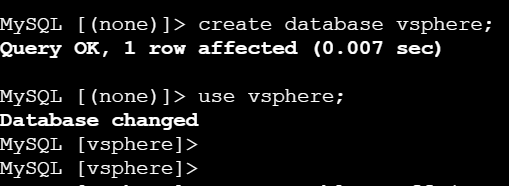 MySQL [(none)]> create database vsphere;
Query OK, 1 row affected (0.007 sec)
MySQL [(none)]> use vsphere;
Database changed
MySQL [vsphere]>
MySQL [vsphere]>